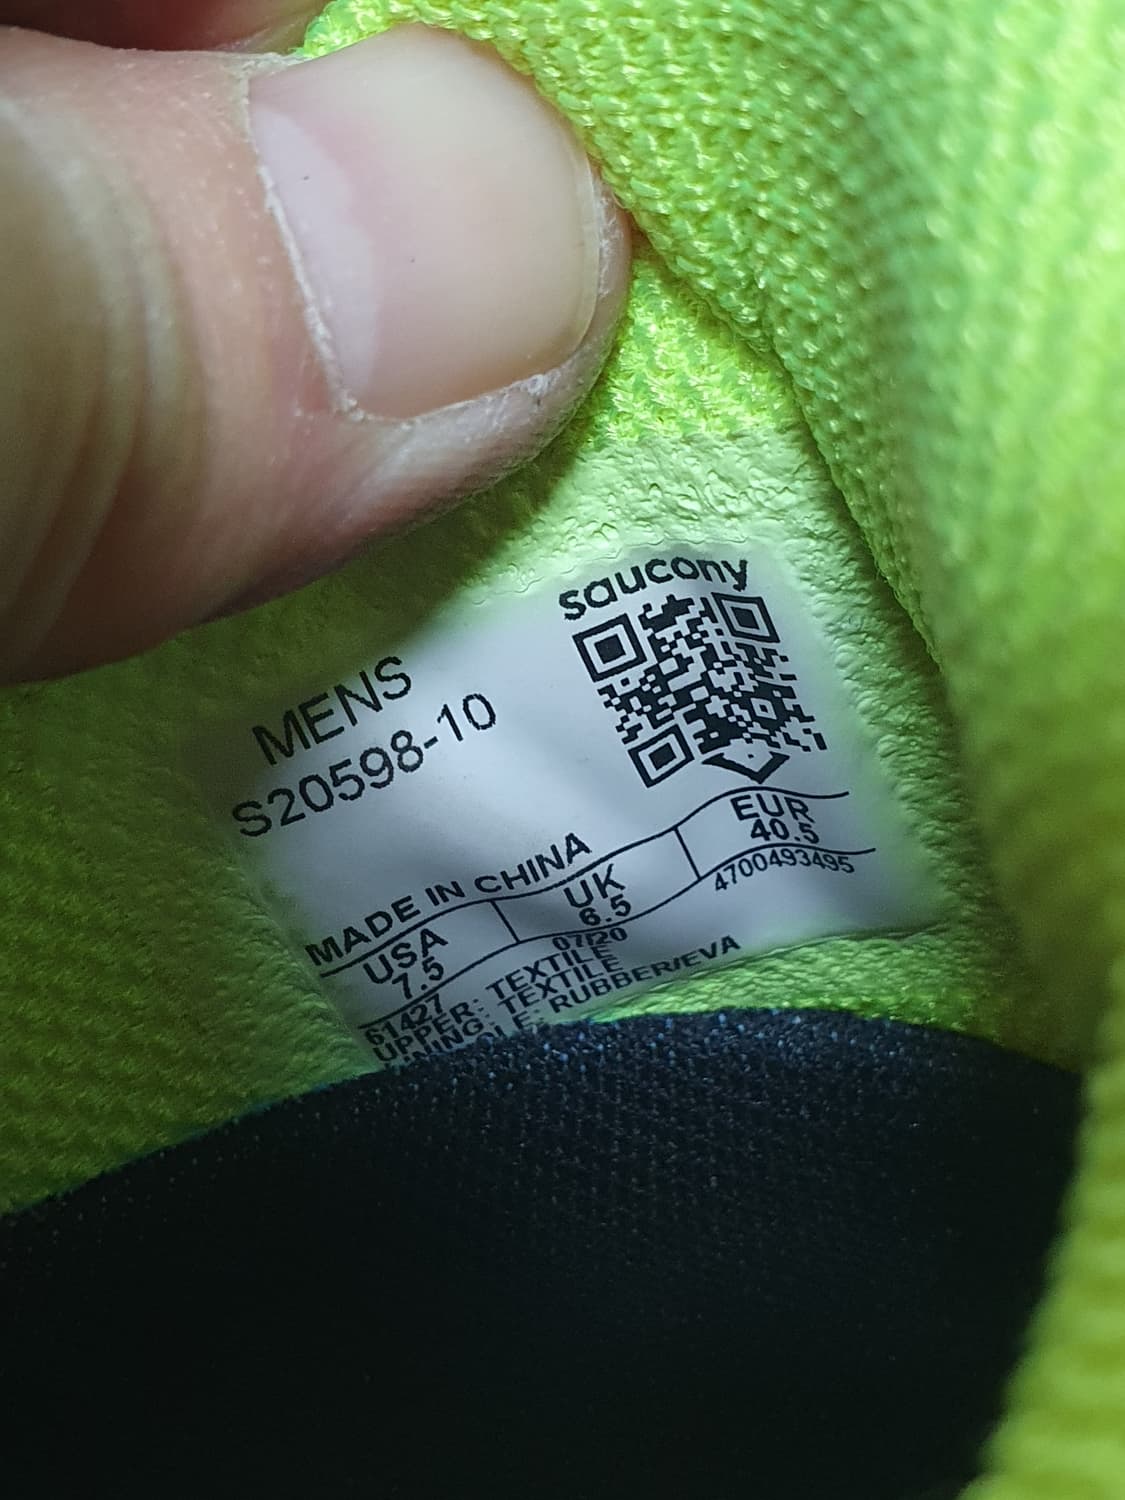 saucony
MENS
S20598-10
MADE IN CHINA
USA UK EUR
7.5 6.5 40.5
61427 07/20 4700493495
UPPER: TEXTILE
LINING: TEXTILE
RUBBER/EVA